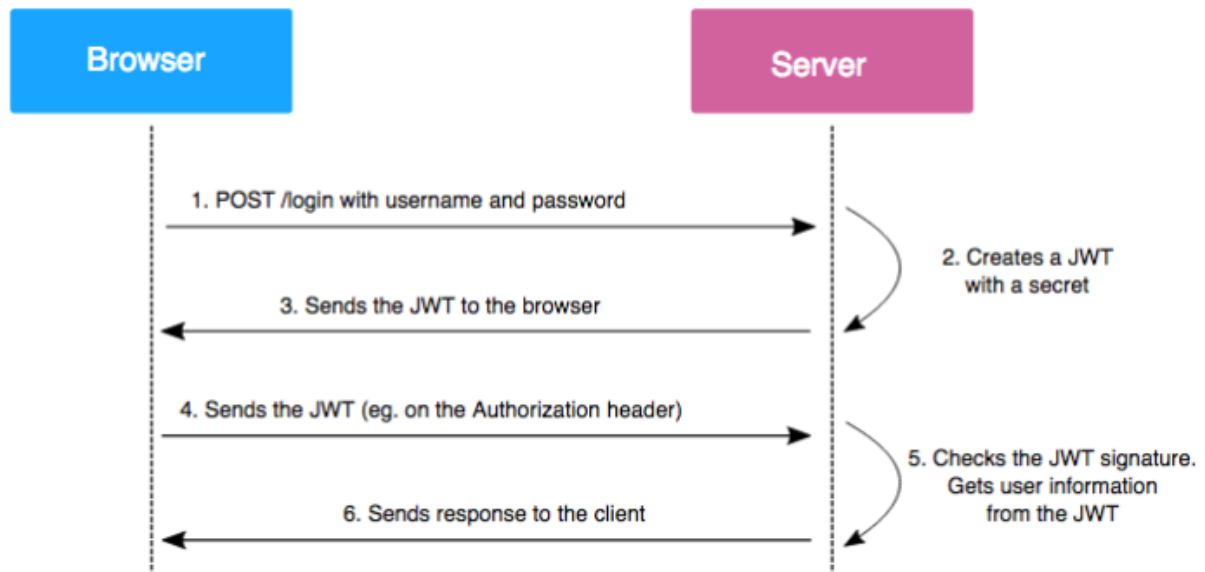 Browser
Server
1. POST /login with username and password
2. Creates a JWT
with a secret
3. Sends the JWT to the browser
4. Sends the JWT (eg. on the Authorization header)
5. Checks the JWT signature.
Gets user information
from the JWT
6. Sends response to the client